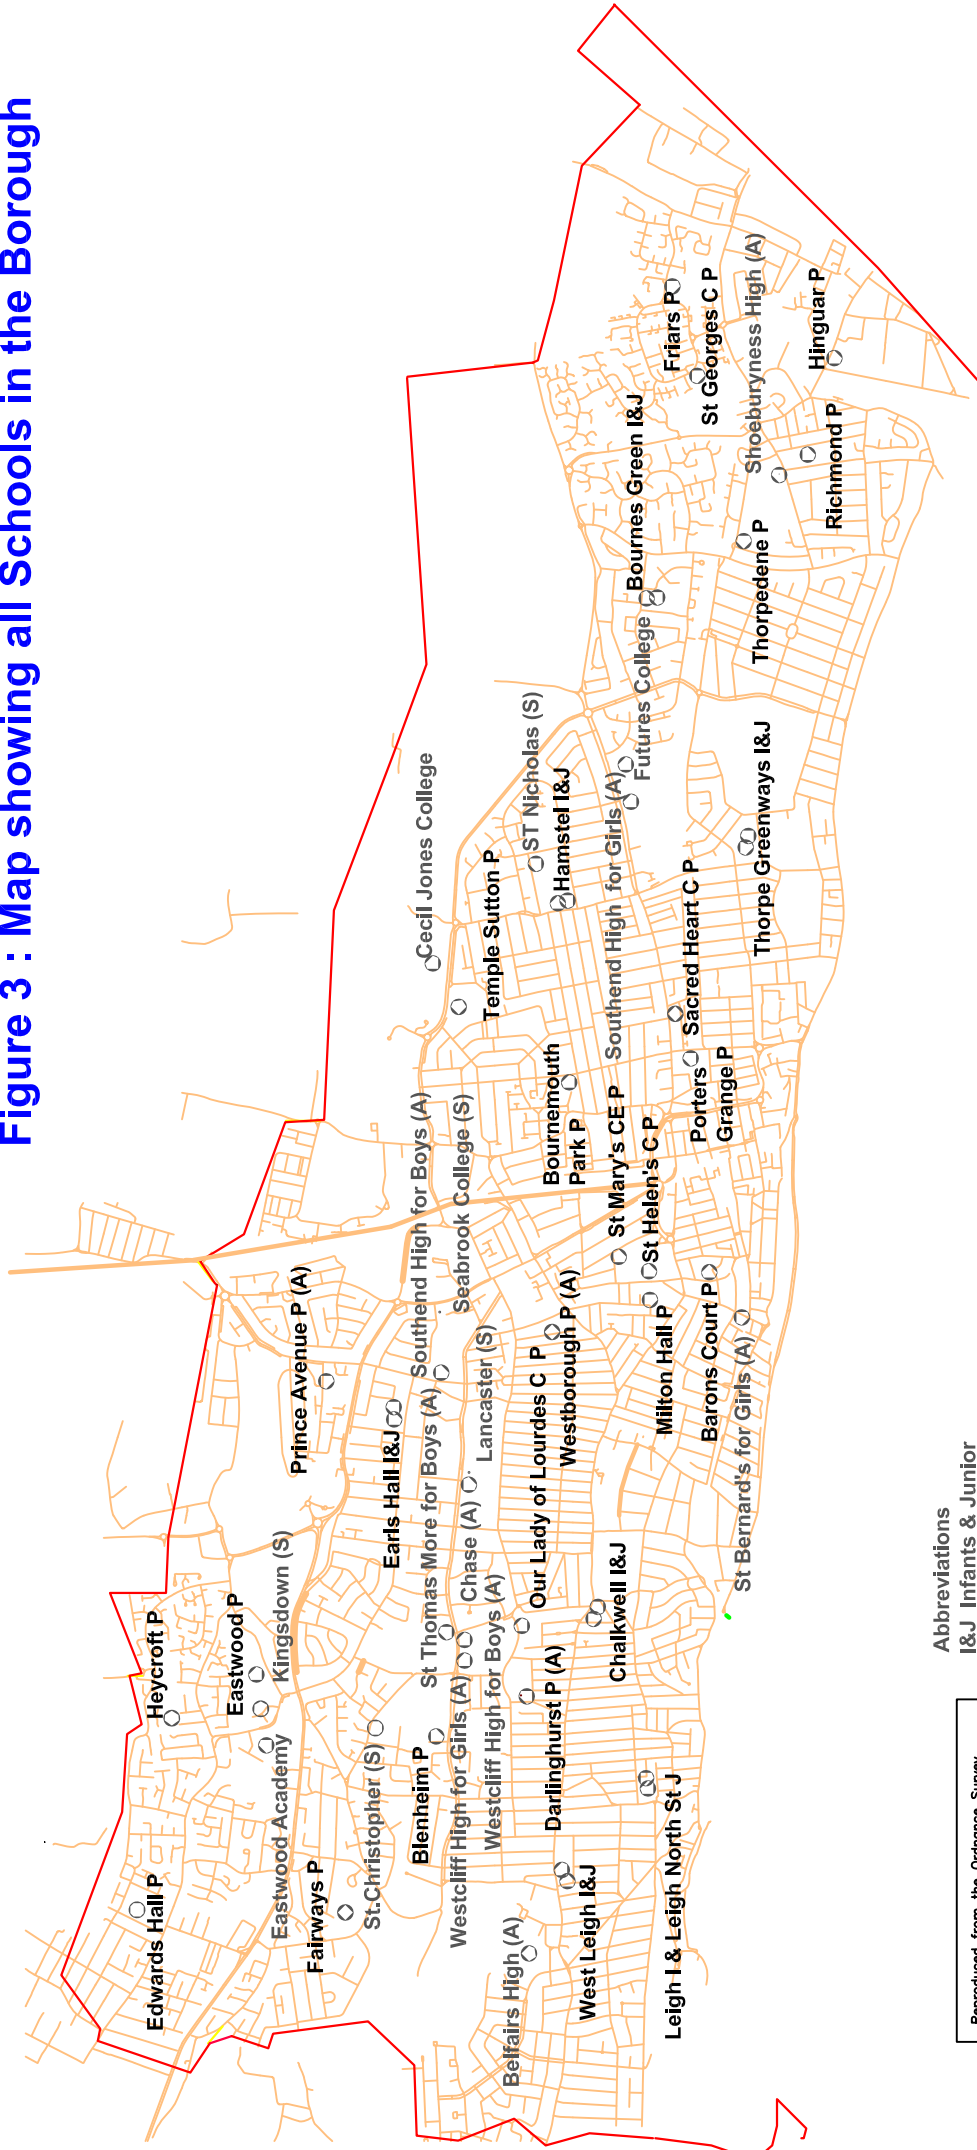 Figure 3 : Map showing all Schools in the Borough
Edwards Hall P
Heycroft P
Eastwood P
Kingsdown (S)
Eastwood Academy
Fairways P
St.Christopher (S)
Prince Avenue P (A)
Earls Hall I&J
Blenheim P
St Thomas More for Boys (A)
Southend High for Boys (A)
Seabrook College (S)
Cecil Jones College
Westcliff High for Girls (A)
Chase (A)
Lancaster (S)
Westcliff High for Boys (A)
Temple Sutton P
Belfairs High (A)
Our Lady of Lourdes C P
ST Nicholas (S)
Darlinghurst P (A)
Westborough P (A)
Bournemouth
Park P
Hamstel I&J
West Leigh I&J
Chalkwell I&J
St Mary's CE P
Southend High for Girls (A)
Futures College
Bournes Green I&J
St Helen's C P
Friars P
Leigh I & Leigh North St J
Milton Hall P
Sacred Heart C P
Porters
Grange P
Barons Court P
St Georges C P
St Bernard's for Girls (A)
Thorpe Greenways I&J
Thorpedene P
Shoeburyness High (A)
Hinguar P
Richmond P
Abbreviations
I&J Infants & Junior
Reproduced from the Ordnance Survey